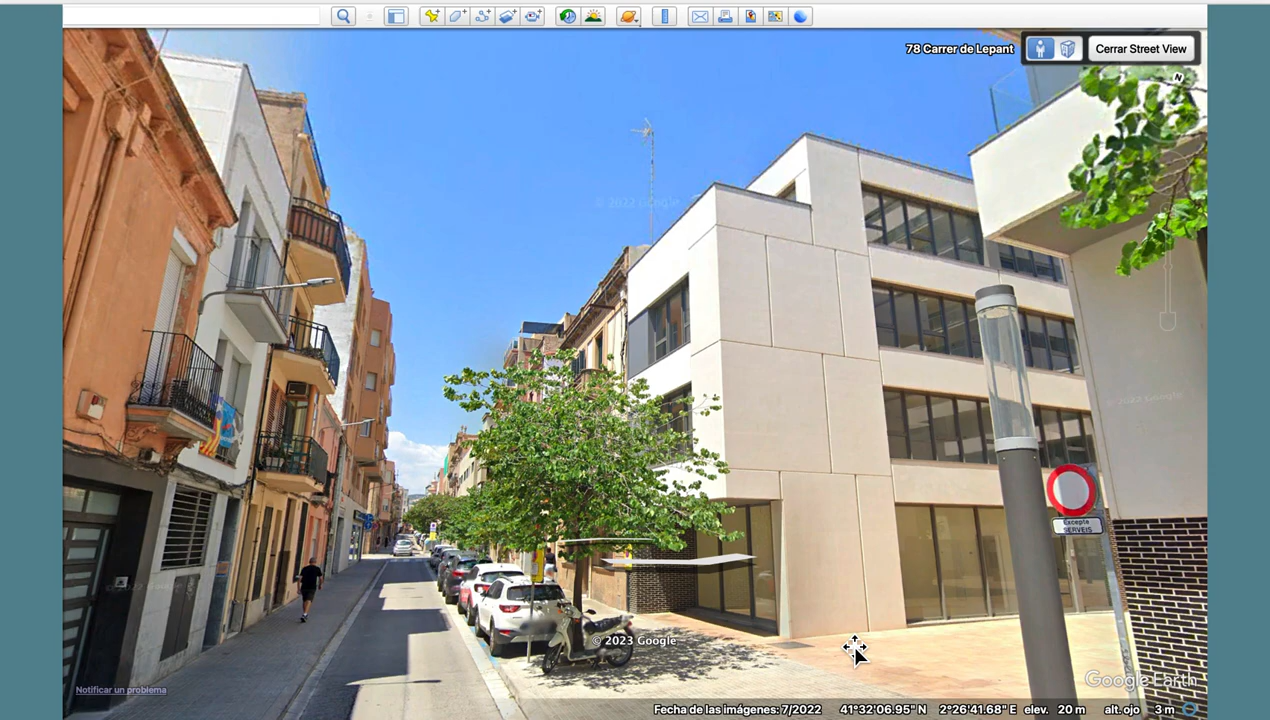 78 Carrer de Lepant
Cerrar Street View
N
© 2022 Google
© 2022 Google
Excepte
SERVEIS
© 2023 Google
Google Earth
Notificar un problema
Fecha de las imágenes: 7/2022 41°32'06.95" N 2°26'41.68" E elev. 20 m alt. ojo 3 m